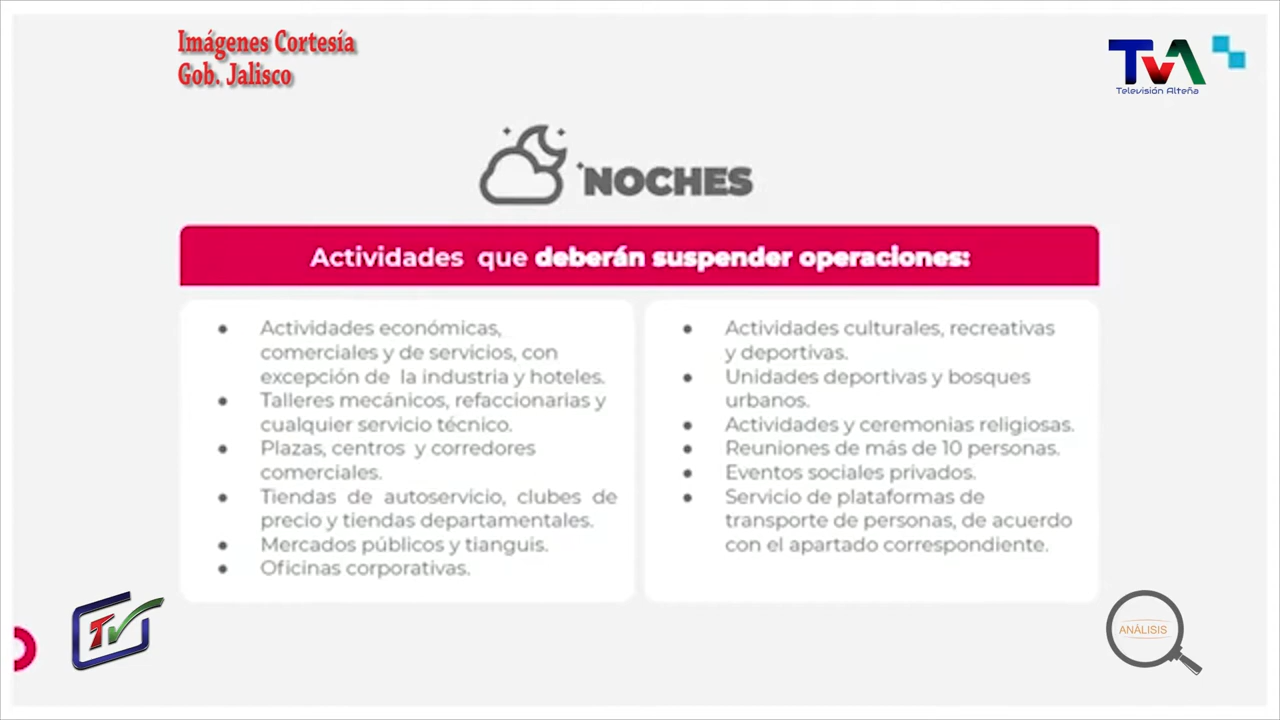 Imágenes Cortesía
Gob. Jalisco
TvA
Televisión Alteña
NOCHES
Actividades que deberán suspender operaciones:
• Actividades económicas,
comerciales y de servicios, con
excepción de la industria y hoteles.
• Talleres mecánicos, refaccionarias y
cualquier servicio técnico.
• Plazas, centros y corredores
comerciales.
• Tiendas de autoservicio, clubes de
precio y tiendas departamentales.
• Mercados públicos y tianguis.
• Oficinas corporativas.
• Actividades culturales, recreativas
y deportivas.
• Unidades deportivas y bosques
urbanos.
• Actividades y ceremonias religiosas.
• Reuniones de más de 10 personas.
• Eventos sociales privados.
• Servicio de plataformas de
transporte de personas, de acuerdo
con el apartado correspondiente.
TV
ANÀLISIS